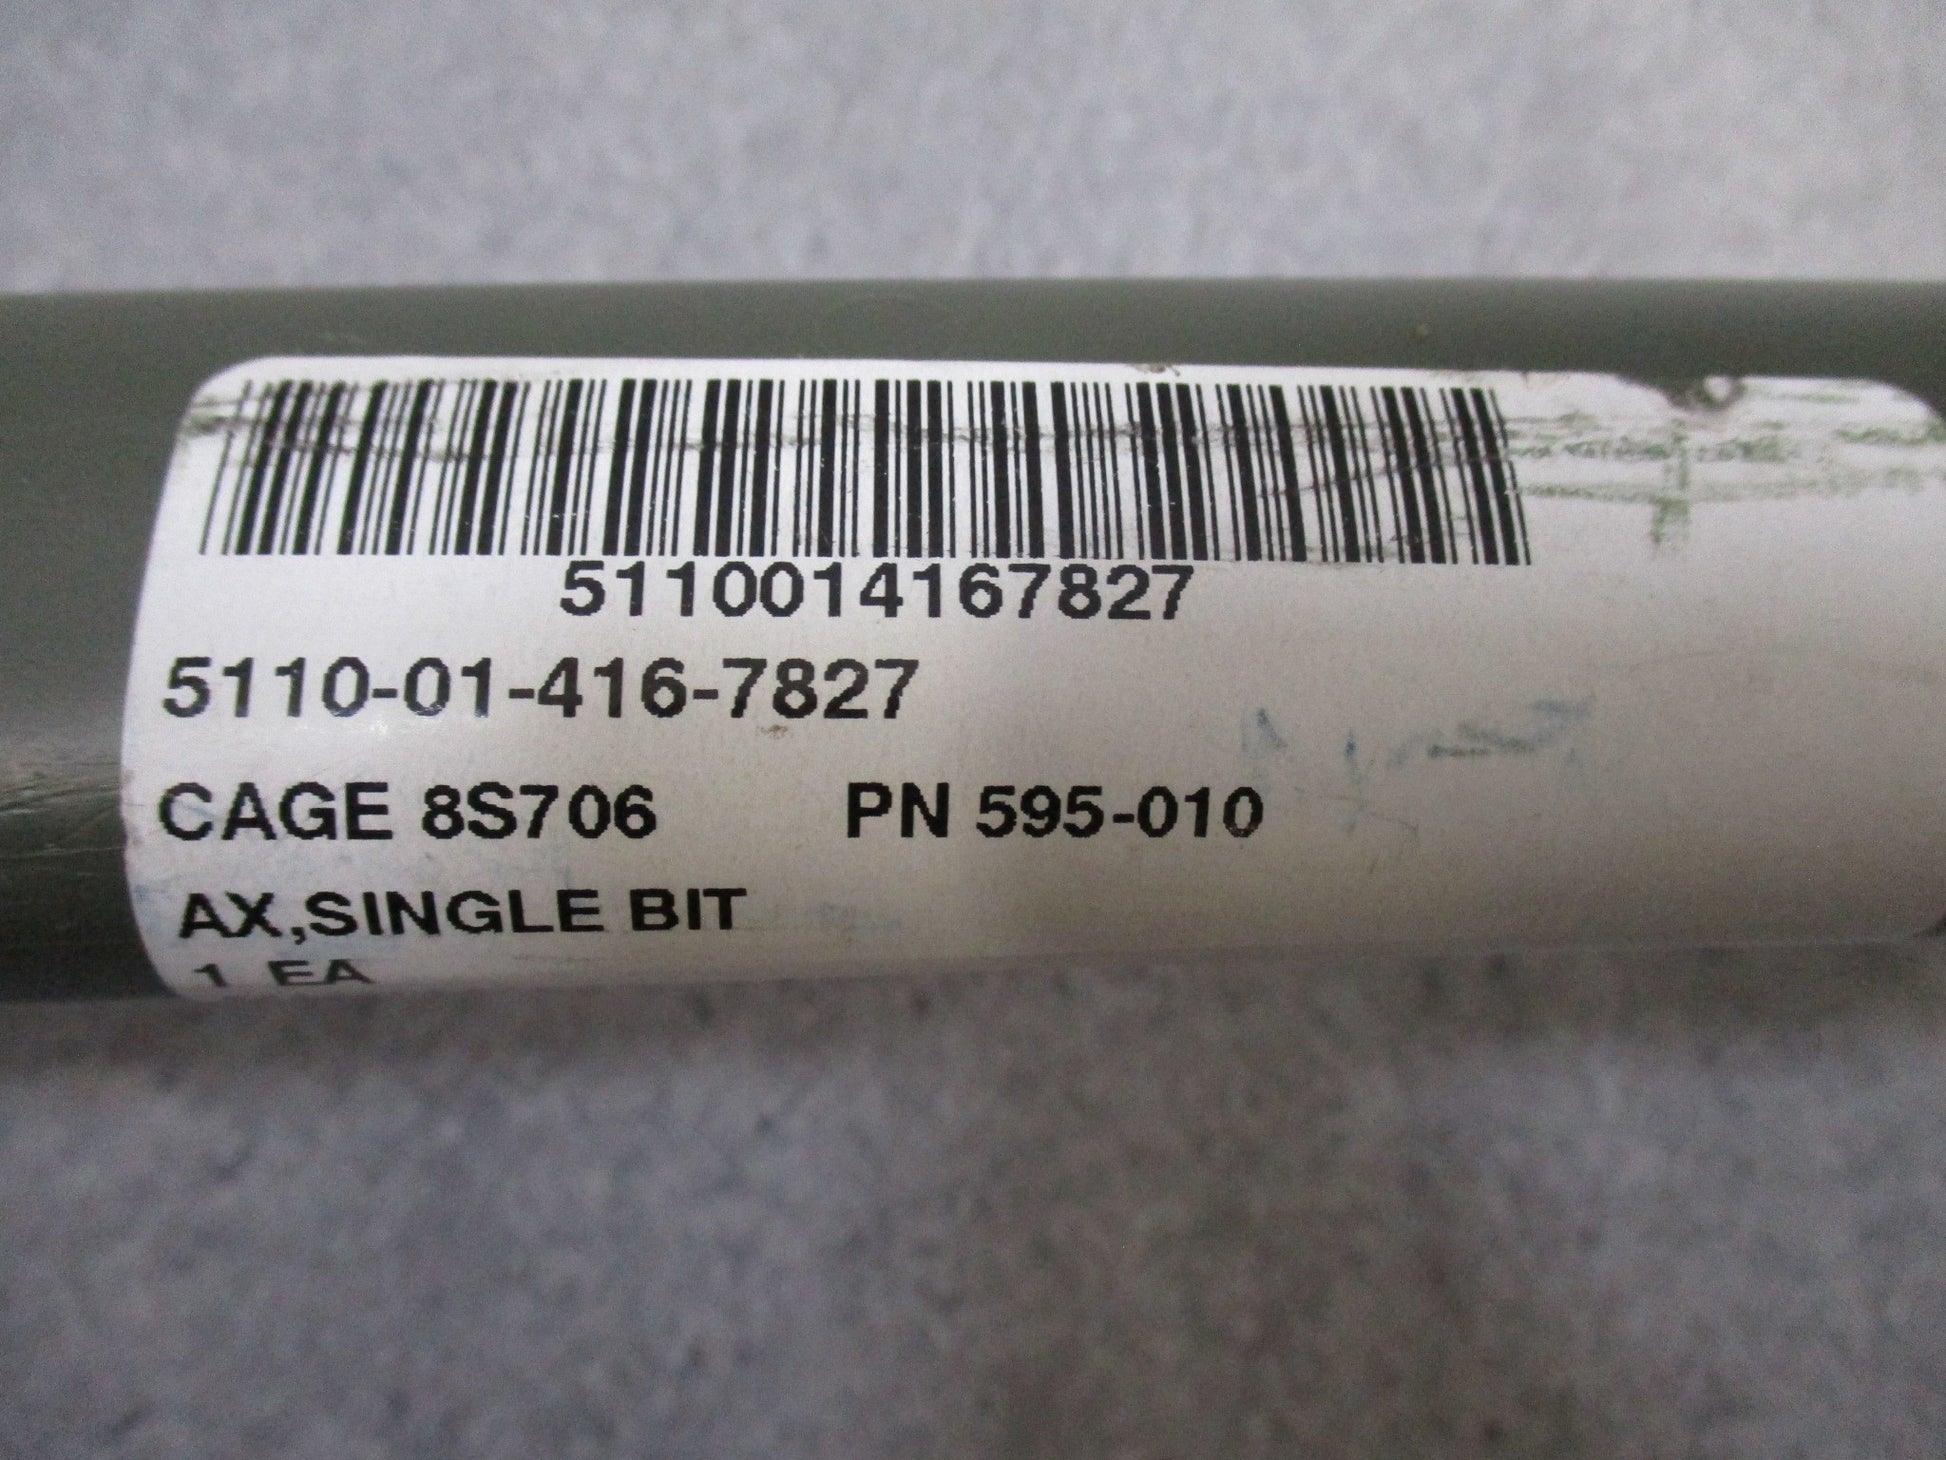 5110014167827
5110-01-416-7827
CAGE 8S706 PN 595-010
AX,SINGLE BIT
1 EA